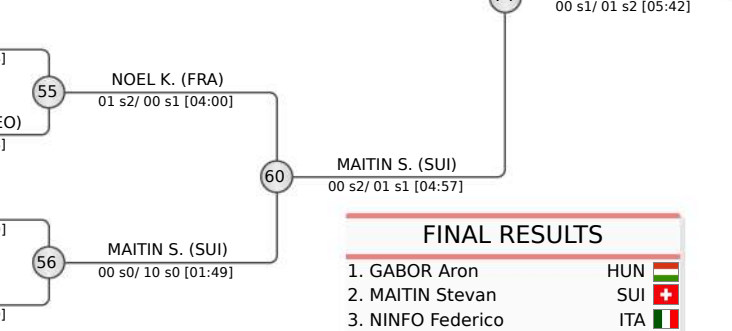 00 s1/ 01 s2 [05:42]
NOEL K. (FRA)
55
01 s2/ 00 s1 [04:00]
EO)
MAITIN S. (SUI)
60
00 s2/ 01 s1 [04:57]
MAITIN S. (SUI)
56
00 s0/ 10 s0 [01:49]
FINAL RESULTS
1. GABOR Aron HUN
2. MAITIN Stevan SUI
3. NINFO Federico ITA